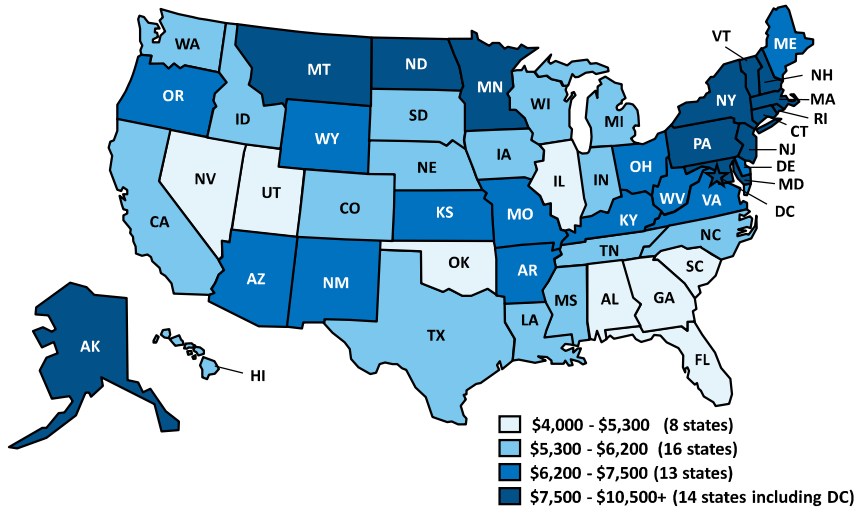 WA
MT
ND
MN
VT
ME
NH
OR
ID
WY
SD
WI
MI
NY
MA
RI
CT
PA
NJ
NV
UT
CO
NE
IA
IL
IN
OH
WV
VA
DE
MD
DC
CA
KS
MO
KY
NC
TN
AZ
NM
OK
AR
SC
TX
LA
MS
AL
GA
FL
AK
HI
$4,000 - $5,300 (8 states)
$5,300 - $6,200 (16 states)
$6,200 - $7,500 (13 states)
$7,500 - $10,500+ (14 states including DC)